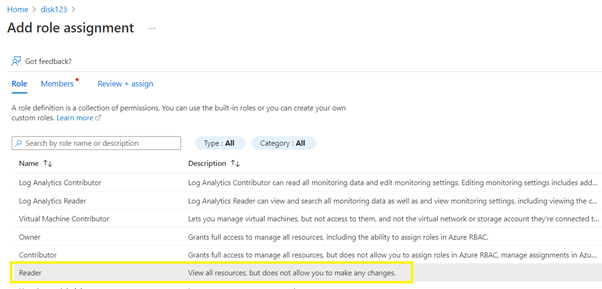 Home > disk123 >
Add role assignment ...
Got feedback?
Role Members Review + assign
A role definition is a collection of permissions. You can use the built-in roles or you can create your own
custom roles. Learn more
Search by role name or description Type : All Category : All
Name ↑↓ Description ↑↓
Log Analytics Contributor Log Analytics Contributor can read all monitoring data and edit monitoring settings. Editing monitoring settings includes add...
Log Analytics Reader Log Analytics Reader can view and search all monitoring data as well as and view monitoring settings, including viewing the c...
Virtual Machine Contributor Lets you manage virtual machines, but not access to them, and not the virtual network or storage account they're connected t...
Owner Grants full access to manage all resources, including the ability to assign roles in Azure RBAC.
Contributor Grants full access to manage all resources, but does not allow you to assign roles in Azure RBAC, manage assignments in Az...
Reader View all resources, but does not allow you to make any changes.